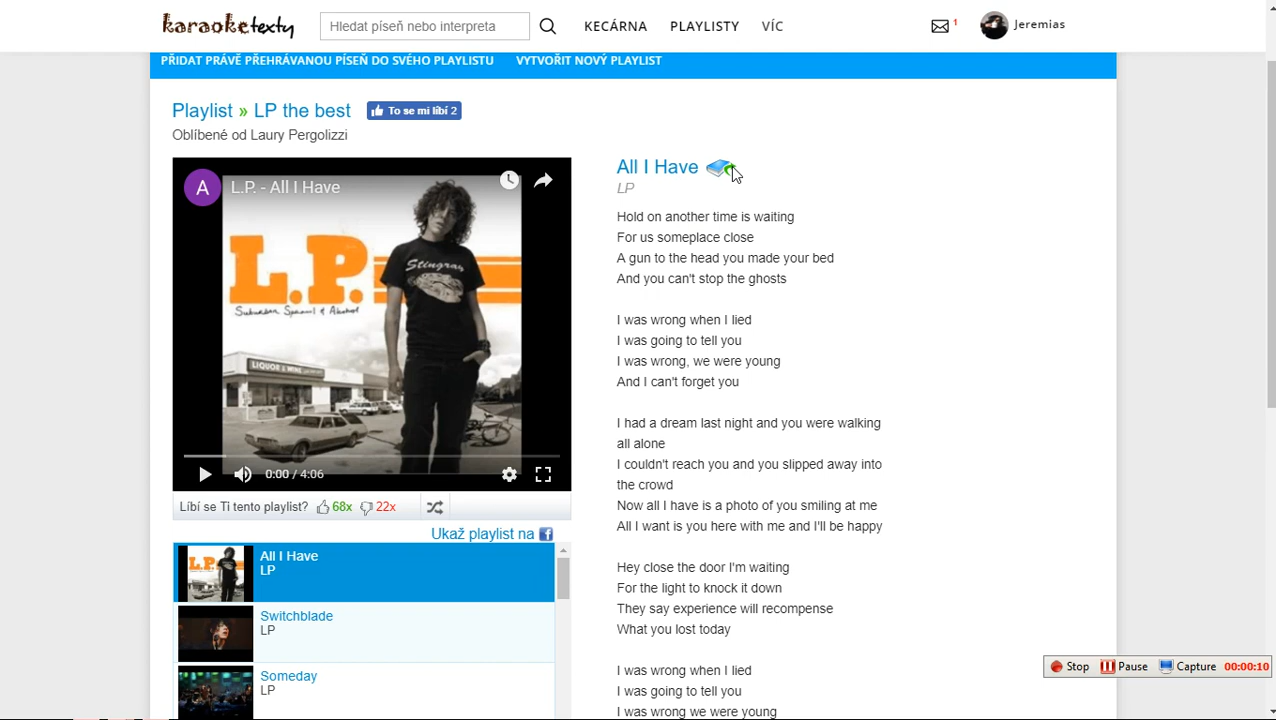 karaoketexty
Hledat píseň nebo interpreta
KECÁRNA
PLAYLISTY
VÍC
1
Jeremias
PŘIDAT PRÁVĚ PŘEHRÁVANOU PÍSEŇ DO SVÉHO PLAYLISTU
VYTVOŘIT NOVÝ PLAYLIST
Playlist » LP the best
To se mi líbí 2
Oblíbené od Laury Pergolizzi
A
L.P. - All I Have
L.P.
Suburban Sprawl & Alcohol
Stingray
LIQUOR & WINE
0:00 / 4:06
Líbí se Ti tento playlist?
68x
22x
Ukaž playlist na
All I Have
LP
Switchblade
LP
Someday
LP
All I Have
LP
Hold on another time is waiting
For us someplace close
A gun to the head you made your bed
And you can't stop the ghosts
I was wrong when I lied
I was going to tell you
I was wrong, we were young
And I can't forget you
I had a dream last night and you were walking
all alone
I couldn't reach you and you slipped away into
the crowd
Now all I have is a photo of you smiling at me
All I want is you here with me and I'll be happy
Hey close the door I'm waiting
For the light to knock it down
They say experience will recompense
What you lost today
I was wrong when I lied
I was going to tell you
I was wrong we were young
Stop
Pause
Capture
00:00:10